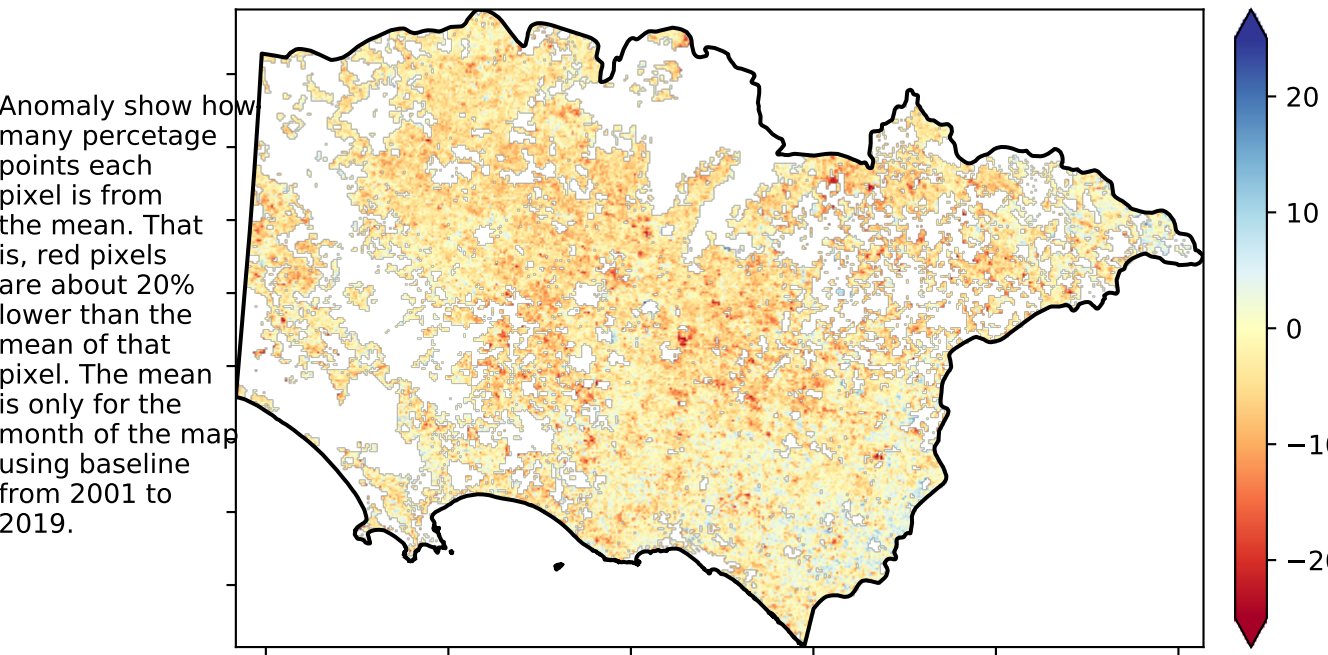 Anomaly show how
many percetage
points each
pixel is from
the mean. That
is, red pixels
are about 20%
lower than the
mean of that
pixel. The mean
is only for the
month of the map
using baseline
from 2001 to
2019.
20
10
0
−10
−20